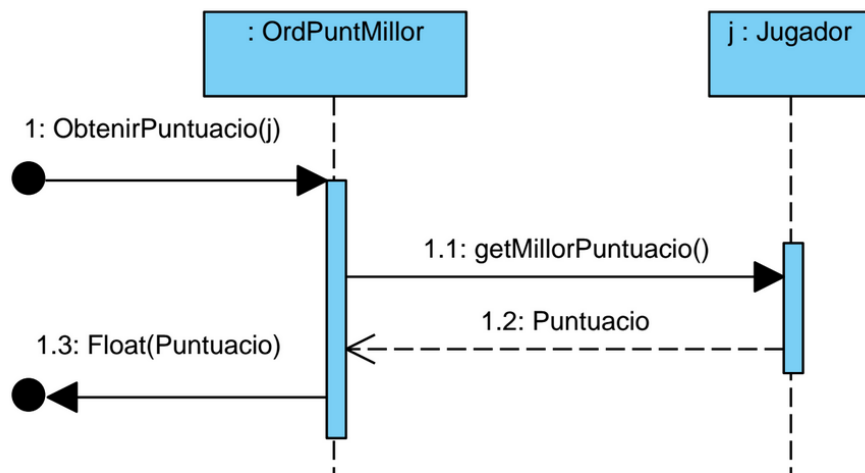 : OrdPuntMillor
j : Jugador
1: ObtenirPuntuacio(j)
1.1: getMillorPuntuacio()
1.2: Puntuacio
1.3: Float(Puntuacio)